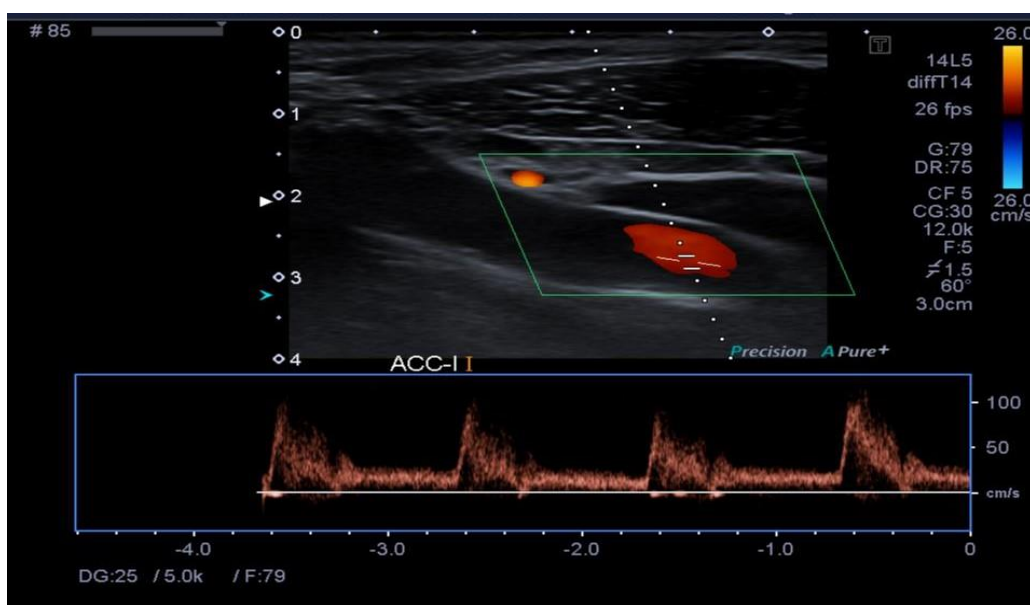 # 85
0
26.0
T
14L5
diffT14
26 fps
1
G:79
DR:75
CF 5
2
26.0
cm/s
CG:30
12.0k
F:5
1.5
60°
3
3.0cm
4
Precision APure+
ACC-I I
100
50
cm/s
-4.0 -3.0 -2.0 -1.0 0
DG:25 / 5.0k / F:79